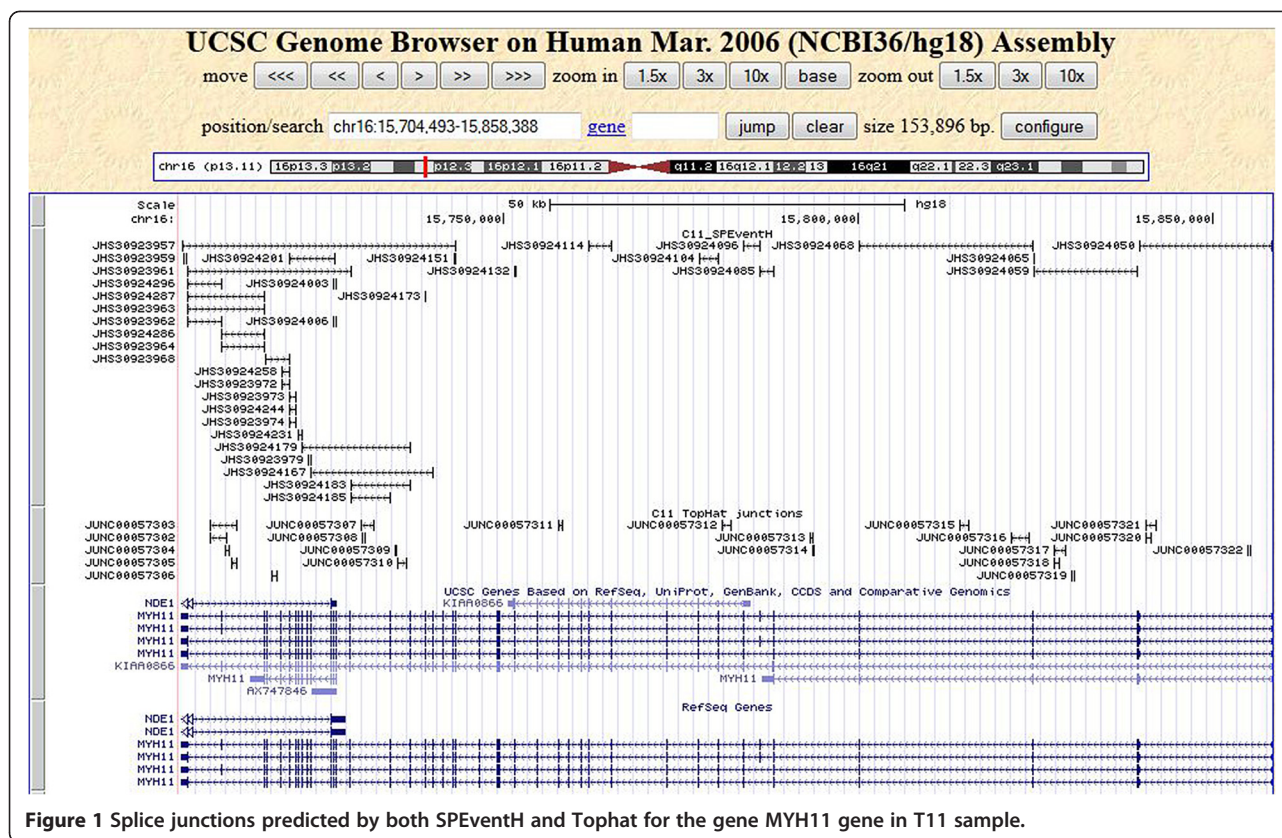 UCSC Genome Browser on Human Mar. 2006 (NCBI36/hg18) Assembly
move <<< << < > >> >>> zoom in 1.5x 3x 10x base zoom out 1.5x 3x 10x
position/search chr16:15,704,493-15,858,388 gene jump clear size 153,896 bp. configure
chr16 (p13.11) 16p13.3 p13.2 p12.3 16p12.1 16p11.2 q11.2 16q12.1 12.2 13 16q21 q22.1 22.3 q23.1
Scale 50 kb hg18
chr16: 15,750,000 15,800,000 15,850,000
C11_SPEventH
JHS30923957 JHS30924114 JHS30924096 JHS30924068 JHS30924050
JHS30923959 JHS30924201 JHS30924151 JHS30924104 JHS30924065
JHS30923961 JHS30924132 JHS30924085 JHS30924059
JHS30924296 JHS30924003
JHS30924287 JHS30924173
JHS30923963
JHS30923962 JHS30924006
JHS30924286
JHS30923964
JHS30923968
JHS30924258
JHS30923972
JHS30923973
JHS30924244
JHS30923974
JHS30924231
JHS30924179
JHS30923979
JHS30924167
JHS30924183
JHS30924185
C11 TopHat junctions
JUNC00057303 JUNC00057307 JUNC00057311 JUNC00057312 JUNC00057315 JUNC00057321
JUNC00057302 JUNC00057308 JUNC00057313 JUNC00057316 JUNC00057320
JUNC00057304 JUNC00057309 JUNC00057314 JUNC00057317 JUNC00057322
JUNC00057305 JUNC00057310 JUNC00057318
JUNC00057306 JUNC00057319
UCSC Genes Based on RefSeq, UniProt, GenBank, CCDS and Comparative Genomics
NDE1 KIAA0866
MYH11
MYH11
MYH11
MYH11
KIAA0866
MYH11 MYH11
AX747846
RefSeq Genes
NDE1
NDE1
MYH11
MYH11
MYH11
MYH11
Figure 1 Splice junctions predicted by both SPEventH and Tophat for the gene MYH11 gene in T11 sample.